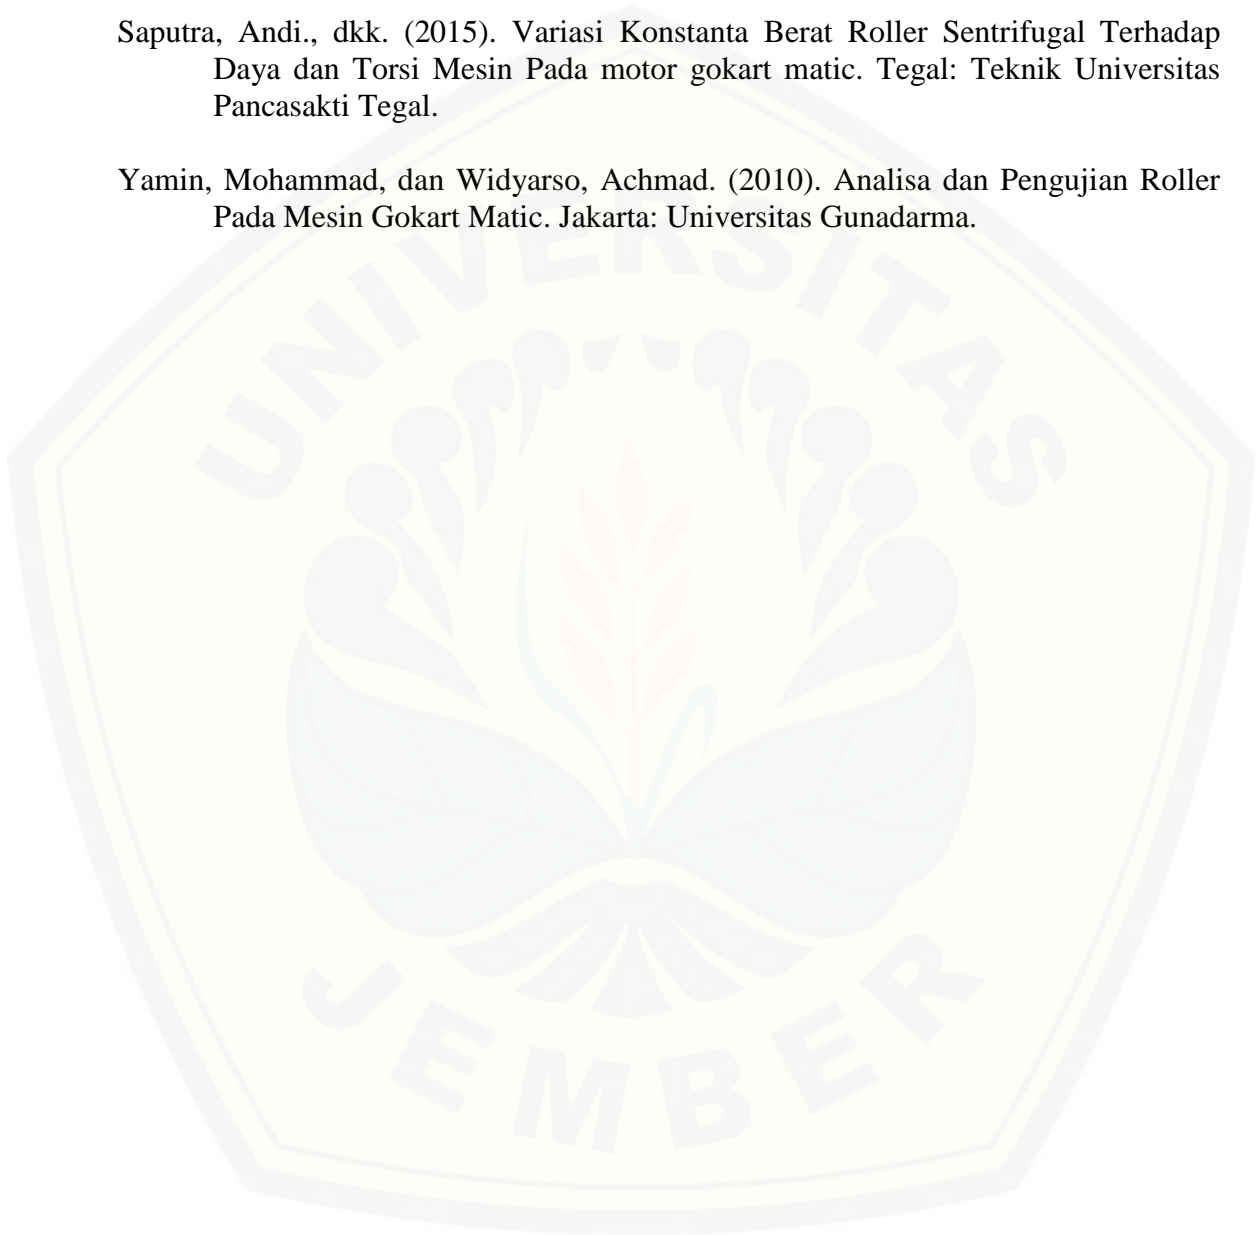 Saputra, Andi., dkk. (2015). Variasi Konstanta Berat Roller Sentrifugal Terhadap
Daya dan Torsi Mesin Pada motor gokart matic. Tegal: Teknik Universitas
Pancasakti Tegal.
Yamin, Mohammad, dan Widyarso, Achmad. (2010). Analisa dan Pengujian Roller
Pada Mesin Gokart Matic. Jakarta: Universitas Gunadarma.
UNIVERSITAS
JEMBER